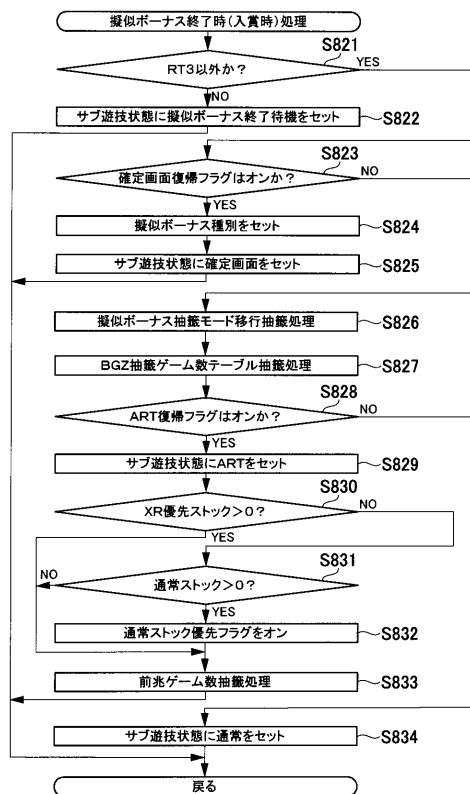 擬似ボーナス終了時(入賞時)処理
S821
RT3以外か？
YES
NO
サブ遊技状態に擬似ボーナス終了待機をセット
S822
S823
確定画面復帰フラグはオンか？
NO
YES
擬似ボーナス種別をセット
S824
サブ遊技状態に確定画面をセット
S825
擬似ボーナス抽籤モード移行抽籤処理
S826
BGZ抽籤ゲーム数テーブル抽籤処理
S827
S828
ART復帰フラグはオンか？
NO
YES
サブ遊技状態にARTをセット
S829
S830
XR優先ストック＞0？
NO
YES
S831
NO
通常ストック＞0？
YES
通常ストック優先フラグをオン
S832
前兆ゲーム数抽籤処理
S833
サブ遊技状態に通常をセット
S834
戻る